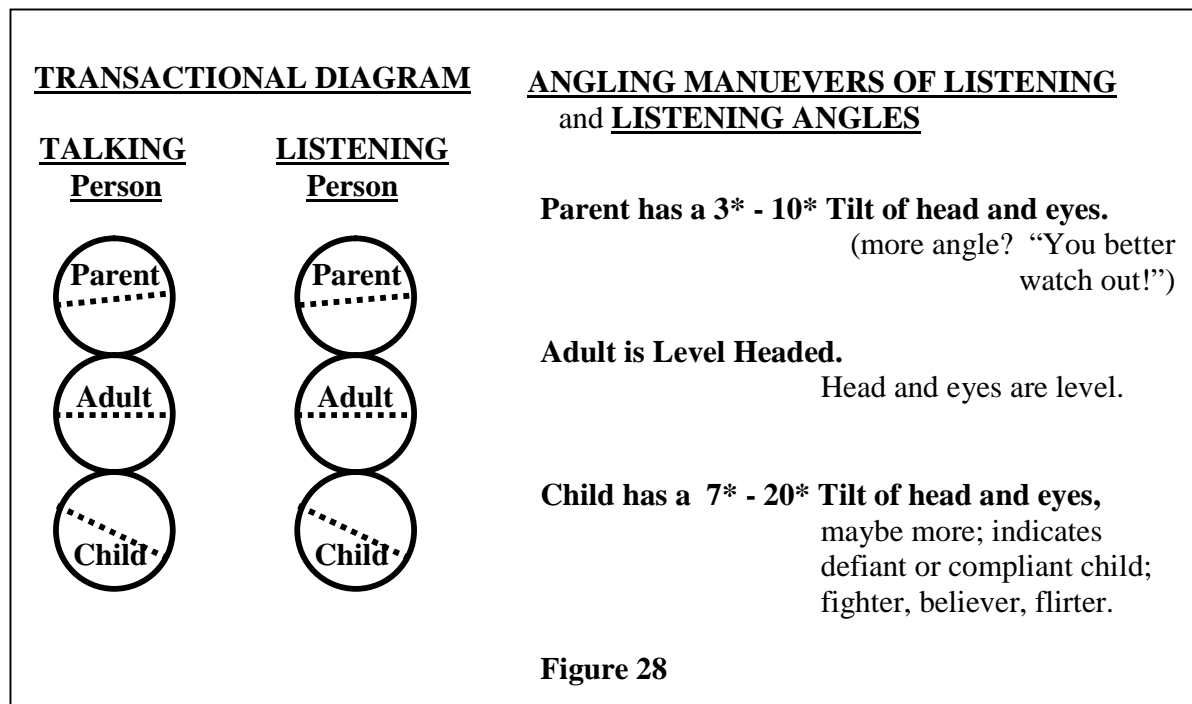 TRANSACTIONAL DIAGRAM
TALKING LISTENING
Person Person
Parent Parent
Adult Adult
Child Child
ANGLING MANUEVERS OF LISTENING
and LISTENING ANGLES
Parent has a 3* - 10* Tilt of head and eyes.
(more angle? “You better
watch out!”)
Adult is Level Headed.
Head and eyes are level.
Child has a 7* - 20* Tilt of head and eyes,
maybe more; indicates
defiant or compliant child;
fighter, believer, flirter.
Figure 28